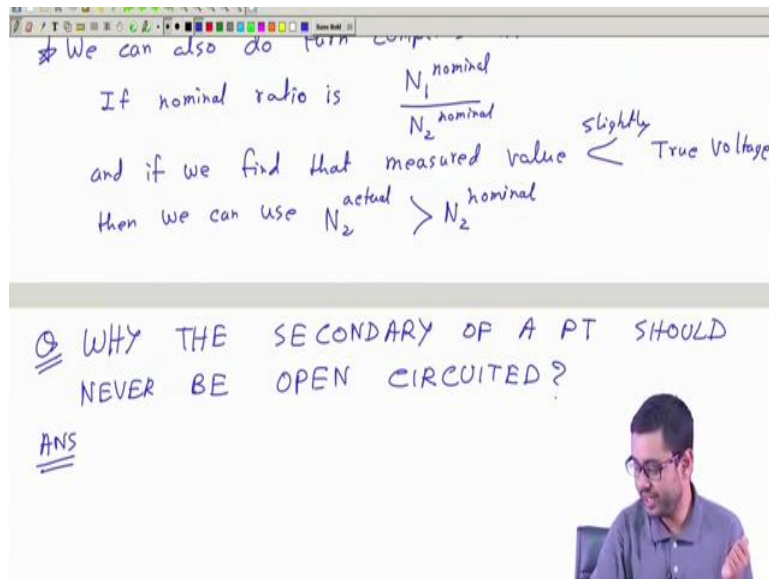 * We can also do turn
If nominal ratio is N₁^nominal / N₂^nominal
slightly
and if we find that measured value < True Voltage
then we can use N₂^actual > N₂^nominal
Q WHY THE SECONDARY OF A PT SHOULD
NEVER BE OPEN CIRCUITED?
ANS